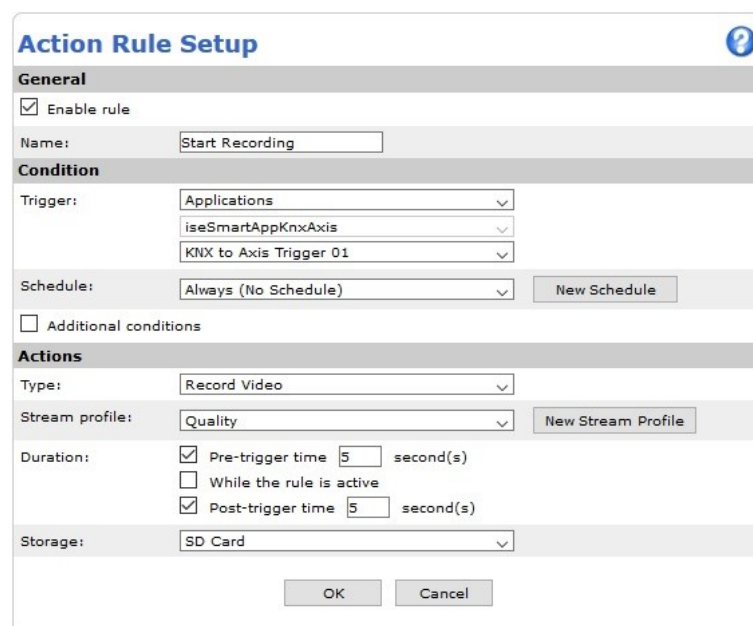 Action Rule Setup
General
Enable rule
Name: Start Recording
Condition
Trigger: Applications
iseSmartAppKnxAxis
KNX to Axis Trigger 01
Schedule: Always (No Schedule) New Schedule
Additional conditions
Actions
Type: Record Video
Stream profile: Quality New Stream Profile
Duration: Pre-trigger time 5 second(s)
While the rule is active
Post-trigger time 5 second(s)
Storage: SD Card
OK Cancel